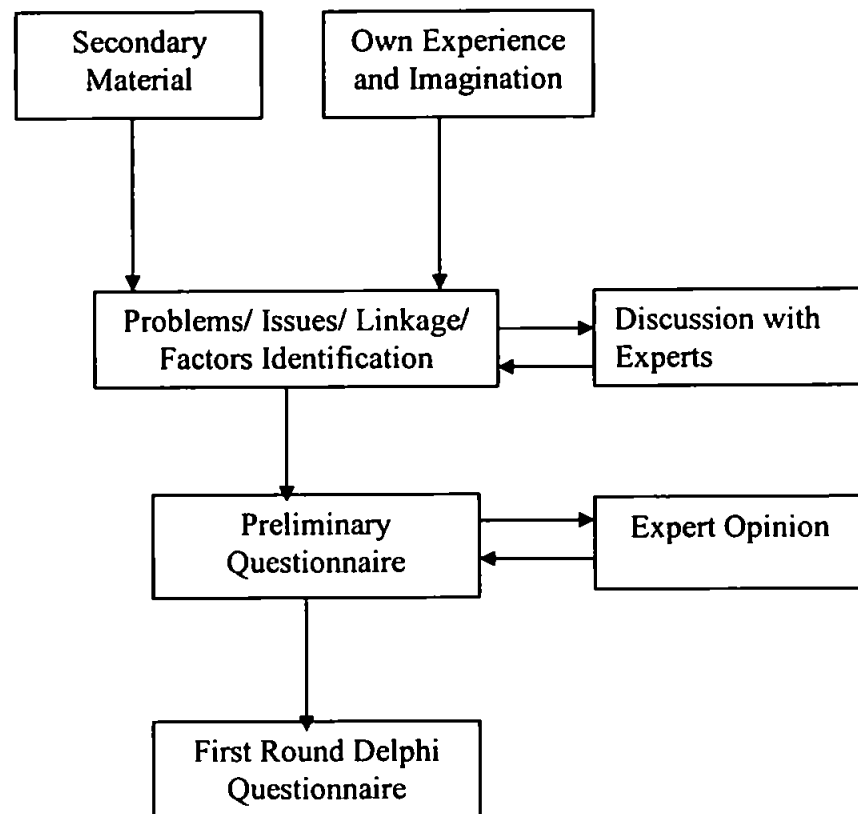 Secondary
Material
Own Experience
and Imagination
Problems/ Issues/ Linkage/
Factors Identification
Discussion with
Experts
Preliminary
Questionnaire
Expert Opinion
First Round Delphi
Questionnaire